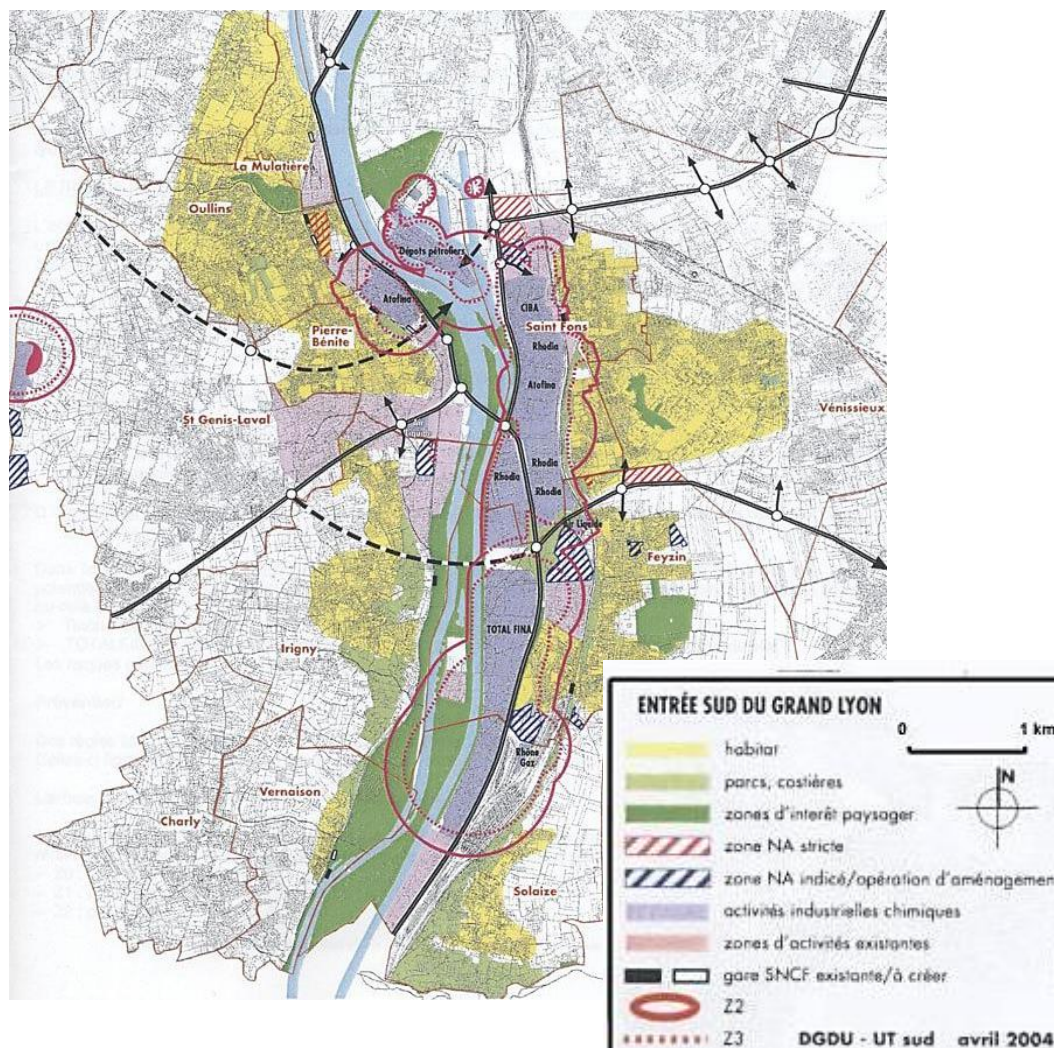 La Mulatière
Oullins
Dépots pétroliers
Atofina
CIBA
Pierre-
Bénite
Saint Fons
Rhodia
Atofina
St Genis-Laval
Vénissieux
Air
Liquide
Rhodia
Rhodia
Rhodia
Air Liquide
Feyzin
TOTAL FINA
Irigny
Rhône
Gaz
Vernaison
Charly
Solaize
ENTRÉE SUD DU GRAND LYON
0 1 km
N
habitat
parcs, costières
zones d'interêt paysager
zone NA stricte
zone NA indicé/opération d'aménagement
activités industrielles chimiques
zones d'activités existantes
gare SNCF existante/à créer
Z2
Z3 DGDU - UT sud avril 2004